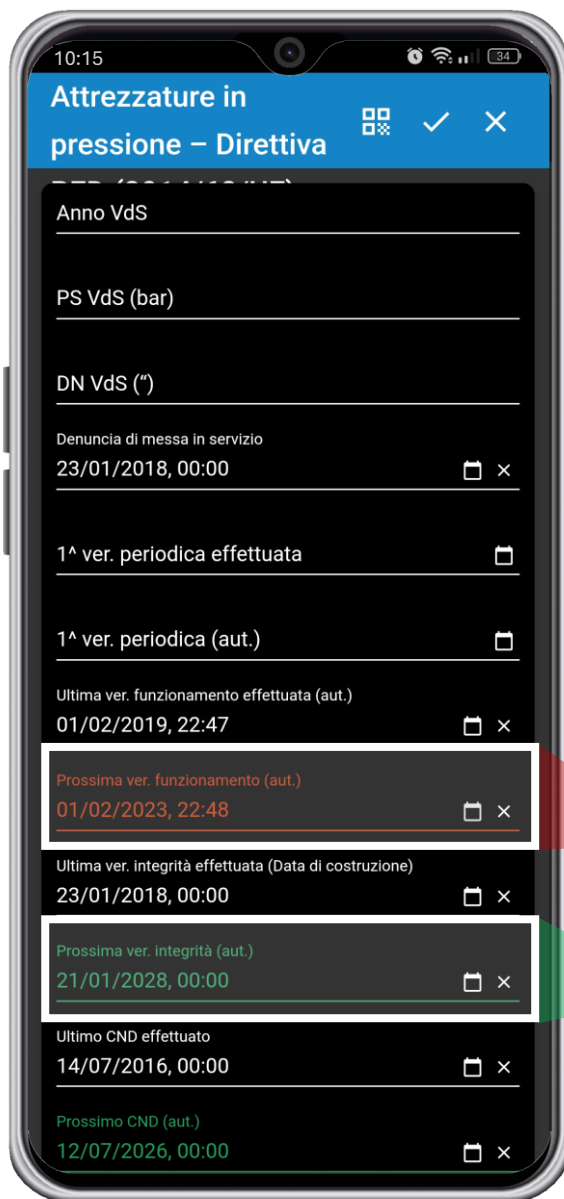 10:15
34
Attrezzature in
pressione – Direttiva
Anno VdS
PS VdS (bar)
DN VdS (“)
Denuncia di messa in servizio
23/01/2018, 00:00
1^ ver. periodica effettuata
1^ ver. periodica (aut.)
Ultima ver. funzionamento effettuata (aut.)
01/02/2019, 22:47
Prossima ver. funzionamento (aut.)
01/02/2023, 22:48
Ultima ver. integrità effettuata (Data di costruzione)
23/01/2018, 00:00
Prossima ver. integrità (aut.)
21/01/2028, 00:00
Ultimo CND effettuato
14/07/2016, 00:00
Prossimo CND (aut.)
12/07/2026, 00:00